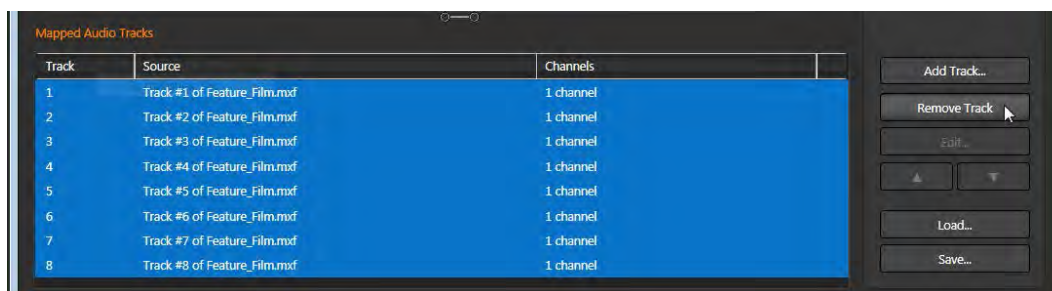 Mapped Audio Tracks
Track Source Channels
1 Track #1 of Feature_Film.mxf 1 channel
2 Track #2 of Feature_Film.mxf 1 channel
3 Track #3 of Feature_Film.mxf 1 channel
4 Track #4 of Feature_Film.mxf 1 channel
5 Track #5 of Feature_Film.mxf 1 channel
6 Track #6 of Feature_Film.mxf 1 channel
7 Track #7 of Feature_Film.mxf 1 channel
8 Track #8 of Feature_Film.mxf 1 channel
Add Track...
Remove Track
Edit...
Load...
Save...